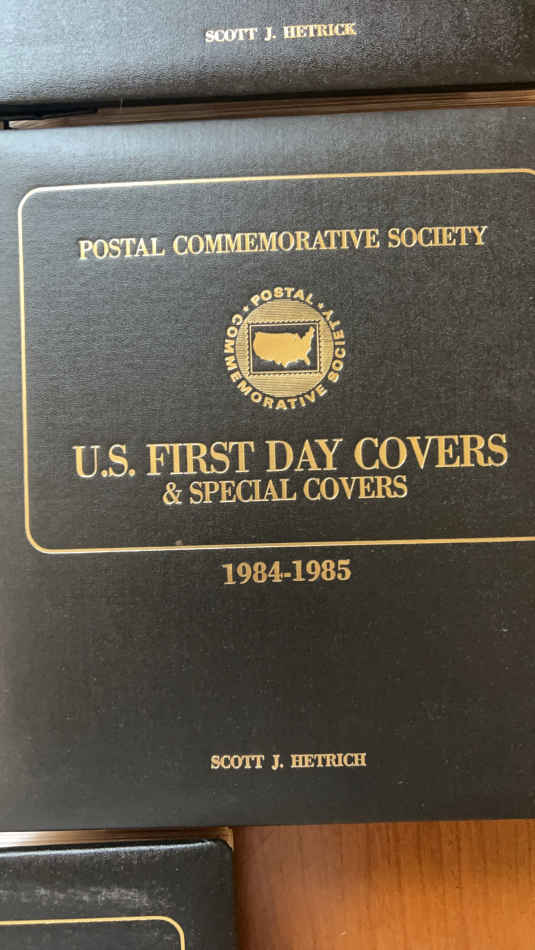 SCOTT J. HETRICK
POSTAL COMMEMORATIVE SOCIETY
POSTAL
COMMEMORATIVE SOCIETY
U.S. FIRST DAY COVERS
& SPECIAL COVERS
1984-1985
SCOTT J. HETRICH